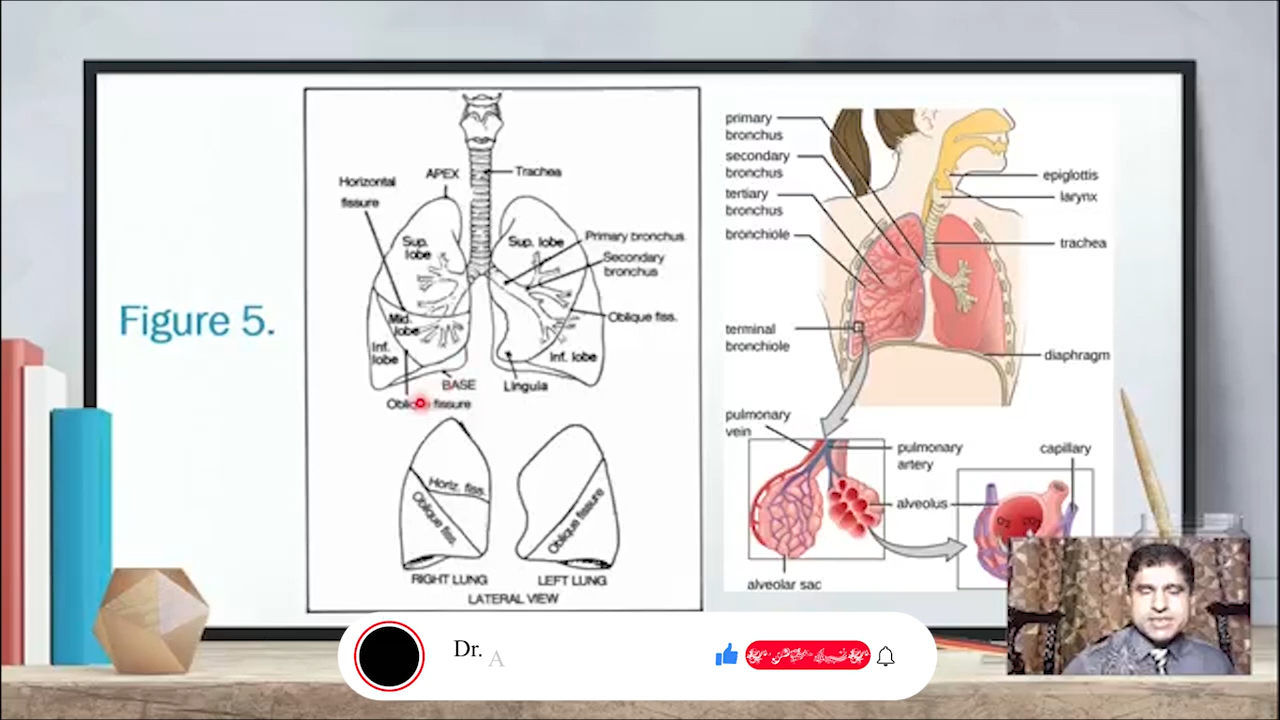 Figure 5.
Horizontal
fissure
APEX
Trachea
Sup.
lobe
Sup. lobe
Primary bronchus
Secondary
bronchus
Mid.
lobe
Oblique fiss.
Inf.
lobe
Inf. lobe
BASE
Lingula
fissure
Horiz. fiss.
Oblique fiss.
Oblique fissure
RIGHT LUNG
LEFT LUNG
LATERAL VIEW
primary
bronchus
secondary
bronchus
tertiary
bronchus
bronchiole
terminal
bronchiole
epiglottis
larynx
trachea
diaphragm
pulmonary
vein
pulmonary
artery
capillary
alveolus
O2
CO2
alveolar sac
Dr. A